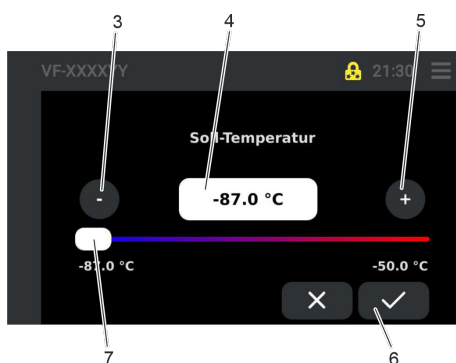 3 4 5
VF-XXXXYY 21:30
Soll-Temperatur
- -87.0 °C +
-87.0 °C -50.0 °C
7 6